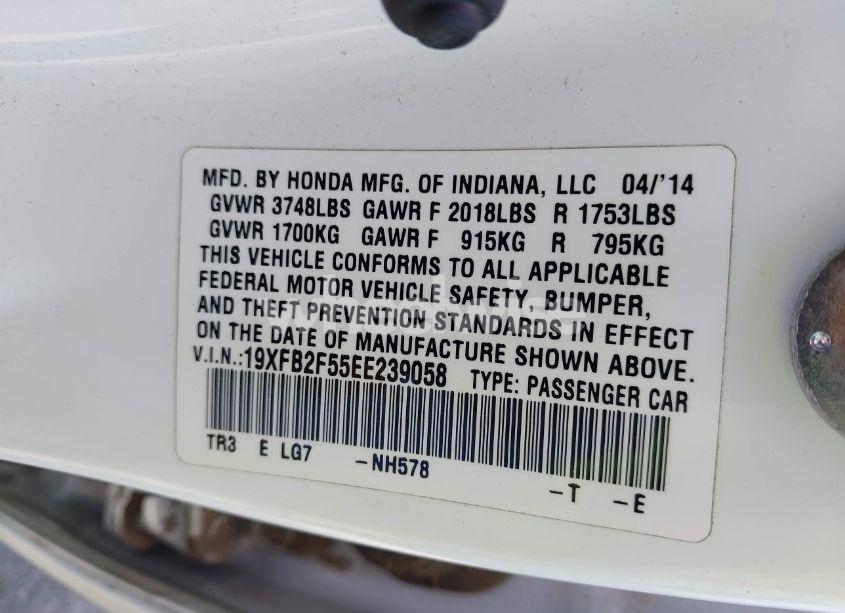 MFD. BY HONDA MFG. OF INDIANA, LLC 04/'14
GVWR 3748LBS GAWR F 2018LBS R 1753LBS
GVWR 1700KG GAWR F 915KG R 795KG
THIS VEHICLE CONFORMS TO ALL APPLICABLE
FEDERAL MOTOR VEHICLE SAFETY, BUMPER,
AND THEFT PREVENTION STANDARDS IN EFFECT
ON THE DATE OF MANUFACTURE SHOWN ABOVE.
V.I.N.:19XFB2F55EE239058 TYPE: PASSENGER CAR
TR3 E LG7 -NH578 -T -E